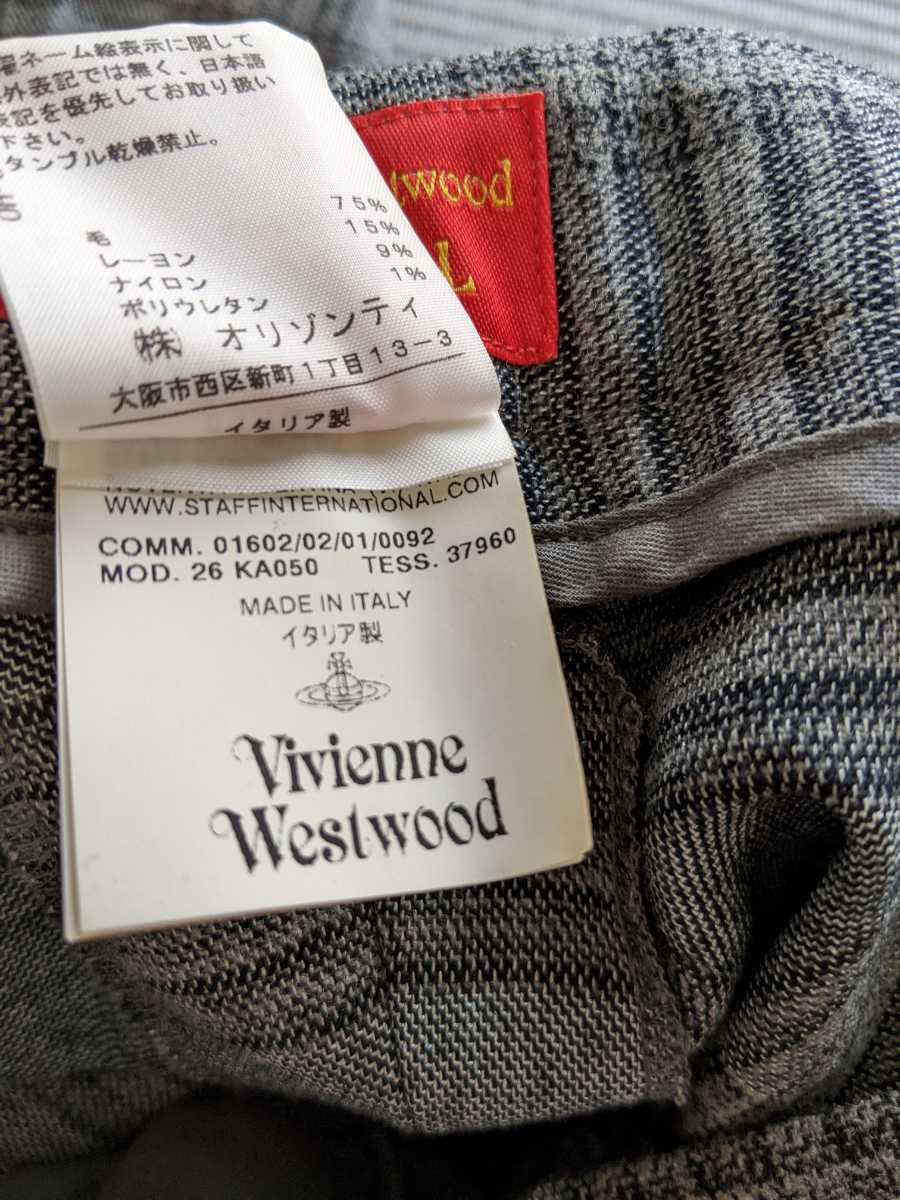 ネーム絵表示に関して
外表記では無く、日本語
表記を優先してお取り扱い
下さい。
タンブル乾燥禁止。
毛 75%
レーヨン 15%
ナイロン 9%
ポリウレタン 1%
(株) オリゾンティ
大阪市西区新町1丁目13-3
イタリア製
twood
L
WWW.STAFFINTERNATIONAL.COM
COMM. 01602/02/01/0092
MOD. 26 KA050 TESS. 37960
MADE IN ITALY
イタリア製
Vivienne
Westwood